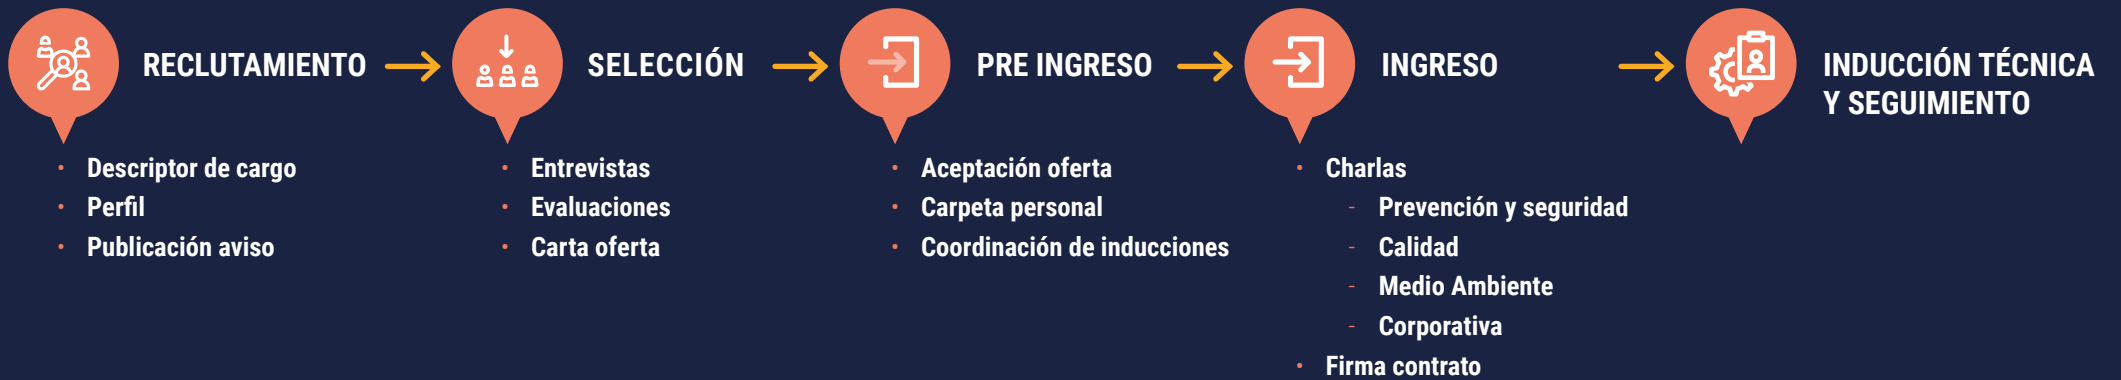 RECLUTAMIENTO
• Descriptor de cargo
• Perfil
• Publicación aviso
SELECCIÓN
• Entrevistas
• Evaluaciones
• Carta oferta
PRE INGRESO
• Aceptación oferta
• Carpeta personal
• Coordinación de inducciones
INGRESO
• Charlas
- Prevención y seguridad
- Calidad
- Medio Ambiente
- Corporativa
• Firma contrato
INDUCCIÓN TÉCNICA
Y SEGUIMIENTO